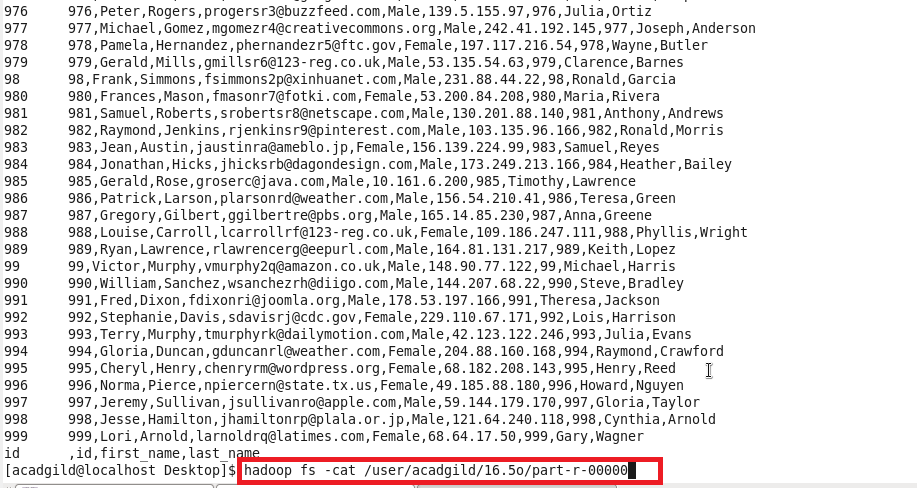 976     976,Peter,Rogers,progersr3@buzzfeed.com,Male,139.5.155.97,976,Julia,Ortiz
977     977,Michael,Gomez,mgomezr4@creativecommons.org,Male,242.41.192.145,977,Joseph,Anderson
978     978,Pamela,Hernandez,phernandezr5@ftc.gov,Female,197.117.216.54,978,Wayne,Butler
979     979,Gerald,Mills,gmillsr6@123-reg.co.uk,Male,53.135.54.63,979,Clarence,Barnes
98      98,Frank,Simmons,fsimmons2p@xinhuanet.com,Male,231.88.44.22,98,Ronald,Garcia
980     980,Frances,Mason,fmasonr7@fotki.com,Female,53.200.84.208,980,Maria,Rivera
981     981,Samuel,Roberts,srobertsr8@netscape.com,Male,130.201.88.140,981,Anthony,Andrews
982     982,Raymond,Jenkins,rjenkinsr9@pinterest.com,Male,103.135.96.166,982,Ronald,Morris
983     983,Jean,Austin,jaustinra@ameblo.jp,Female,156.139.224.99,983,Samuel,Reyes
984     984,Jonathan,Hicks,jhicksrb@dagondesign.com,Male,173.249.213.166,984,Heather,Bailey
985     985,Gerald,Rose,groserc@java.com,Male,10.161.6.200,985,Timothy,Lawrence
986     986,Patrick,Larson,plarsonrd@weather.com,Male,156.54.210.41,986,Teresa,Green
987     987,Gregory,Gilbert,ggilbertre@pbs.org,Male,165.14.85.230,987,Anna,Greene
988     988,Louise,Carroll,lcarrollrf@123-reg.co.uk,Female,109.186.247.111,988,Phyllis,Wright
989     989,Ryan,Lawrence,rlawrencerg@eepurl.com,Male,164.81.131.217,989,Keith,Lopez
99      99,Victor,Murphy,vmurphy2q@amazon.co.uk,Male,148.90.77.122,99,Michael,Harris
990     990,William,Sanchez,wsanchezrh@diigo.com,Male,144.207.68.22,990,Steve,Bradley
991     991,Fred,Dixon,fdixonri@joomla.org,Male,178.53.197.166,991,Theresa,Jackson
992     992,Stephanie,Davis,sdavisrj@cdc.gov,Female,229.110.67.171,992,Lois,Harrison
993     993,Terry,Murphy,tmurphyrk@dailymotion.com,Male,42.123.122.246,993,Julia,Evans
994     994,Gloria,Duncan,gduncanrl@weather.com,Female,204.88.160.168,994,Raymond,Crawford
995     995,Cheryl,Henry,chenryrm@wordpress.org,Female,68.182.208.143,995,Henry,Reed
996     996,Norma,Pierce,npiercern@state.tx.us,Female,49.185.88.180,996,Howard,Nguyen
997     997,Jeremy,Sullivan,jsullivanro@apple.com,Male,59.144.179.170,997,Gloria,Taylor
998     998,Jesse,Hamilton,jhamiltonrp@plala.or.jp,Male,121.64.240.118,998,Cynthia,Arnold
999     999,Lori,Arnold,larnoldrq@latimes.com,Female,68.64.17.50,999,Gary,Wagner
id      ,id,first_name,last_name
[acadgild@localhost Desktop]$ hadoop fs -cat /user/acadgild/16.5o/part-r-00000